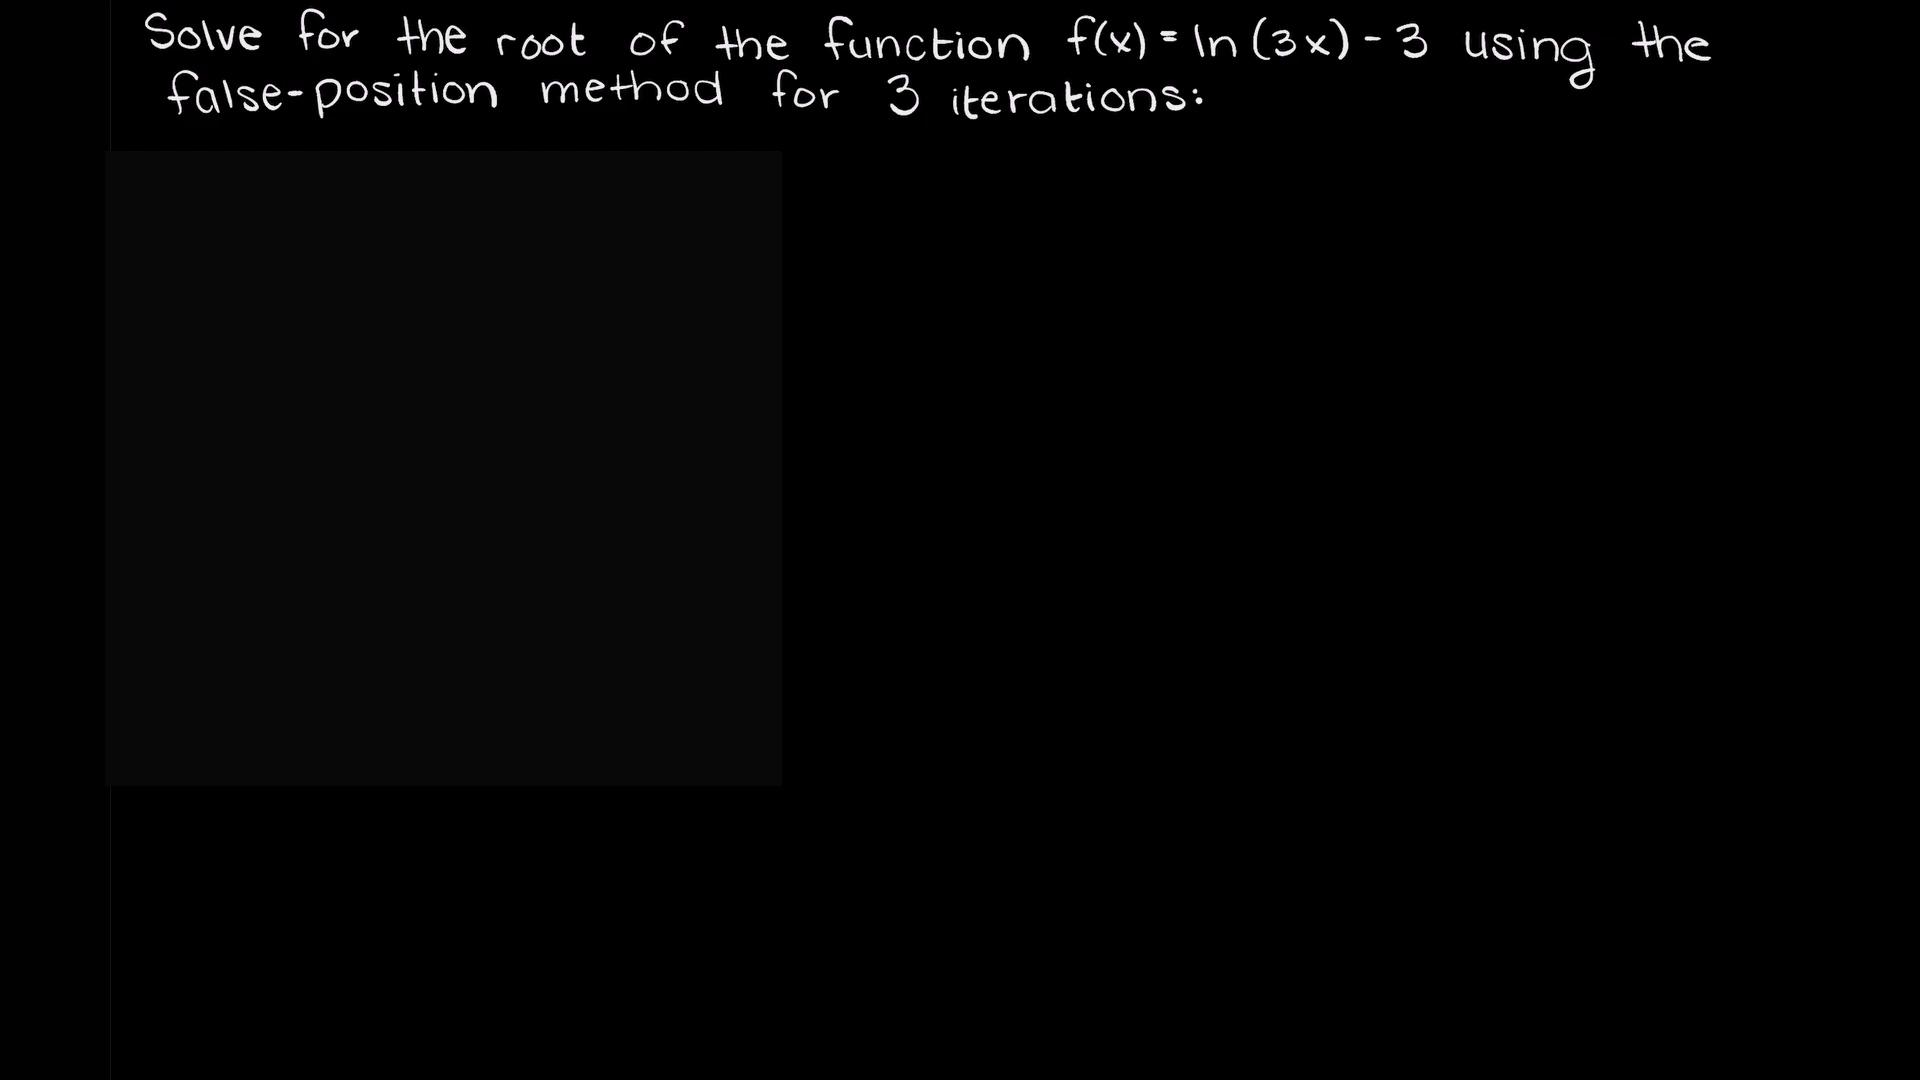 Solve for the root of the function f(x) = ln (3x) - 3 using the
false-position method for 3 iterations: